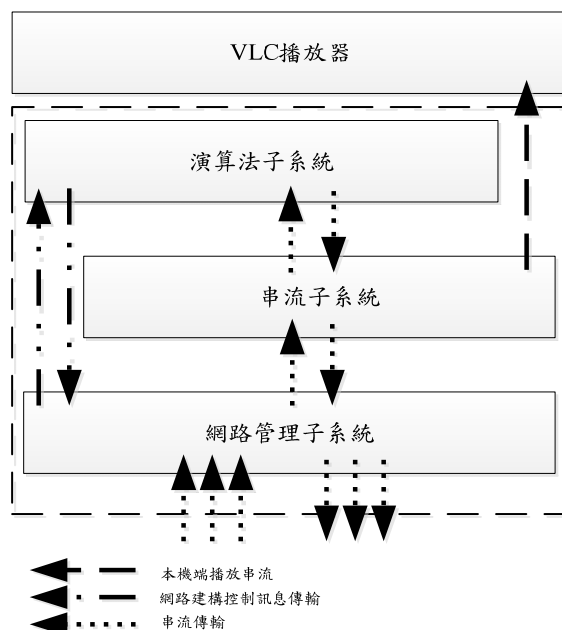 VLC播放器
演算法子系統
串流子系統
網路管理子系統
本機端播放串流
網路建構控制訊息傳輸
串流傳輸